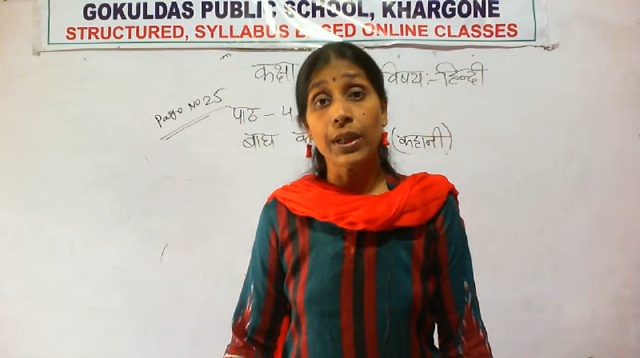 GOKULDAS PUBLIC SCHOOL, KHARGONE
STRUCTURED, SYLLABUS BASED ONLINE CLASSES
कक्षा विषय:- हिन्दी
Page No 25
पाठ - 4
बाघ (कहानी)